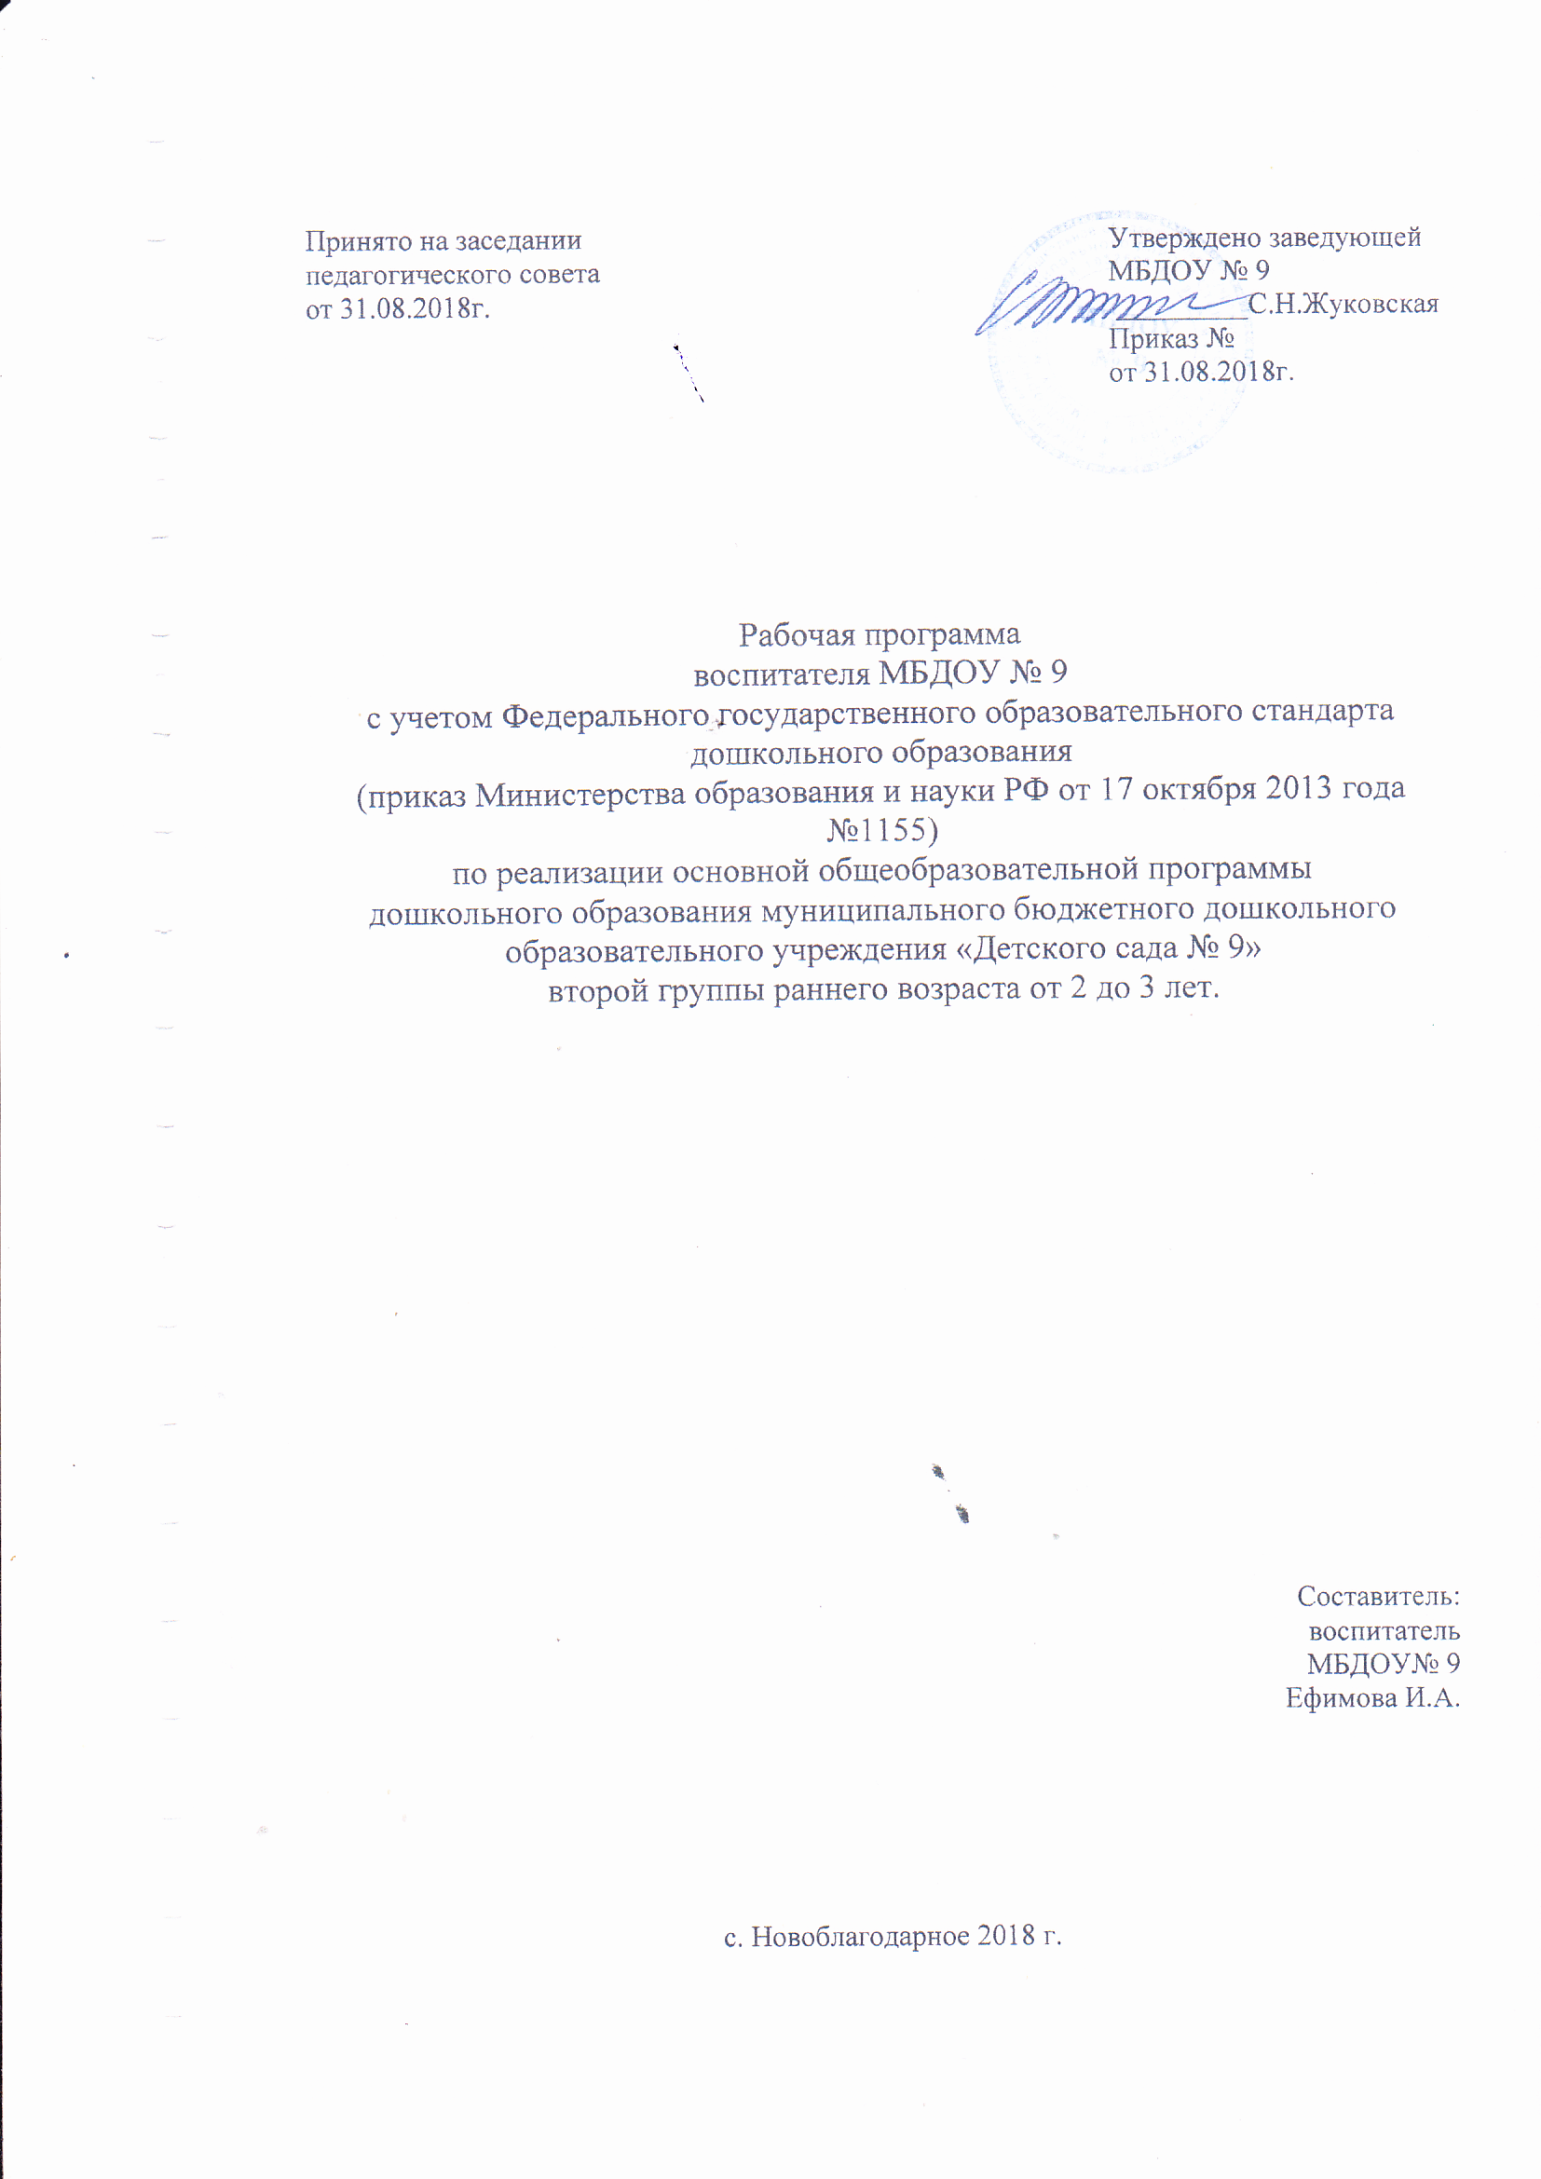 Принято на заседании
педагогического совета
от 31.08.2018г.
Утверждено заведующей
МБДОУ № 9
__________С.Н.Жуковская
Приказ №
от 31.08.2018г.
Рабочая программа
воспитателя МБДОУ № 9
с учетом Федерального государственного образовательного стандарта
дошкольного образования
(приказ Министерства образования и науки РФ от 17 октября 2013 года
№1155)
по реализации основной общеобразовательной программы
дошкольного образования муниципального бюджетного дошкольного
образовательного учреждения «Детского сада № 9»
второй группы раннего возраста от 2 до 3 лет.
Составитель:
воспитатель
МБДОУ№ 9
Ефимова И.А.
с. Новоблагодарное 2018 г.